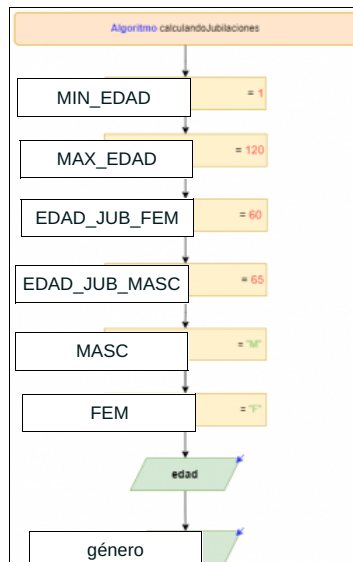 Algoritmo calculandoJubilaciones
MIN_EDAD = 1
MAX_EDAD = 120
EDAD_JUB_FEM = 60
EDAD_JUB_MASC = 65
MASC = "M"
FEM = "F"
edad
género